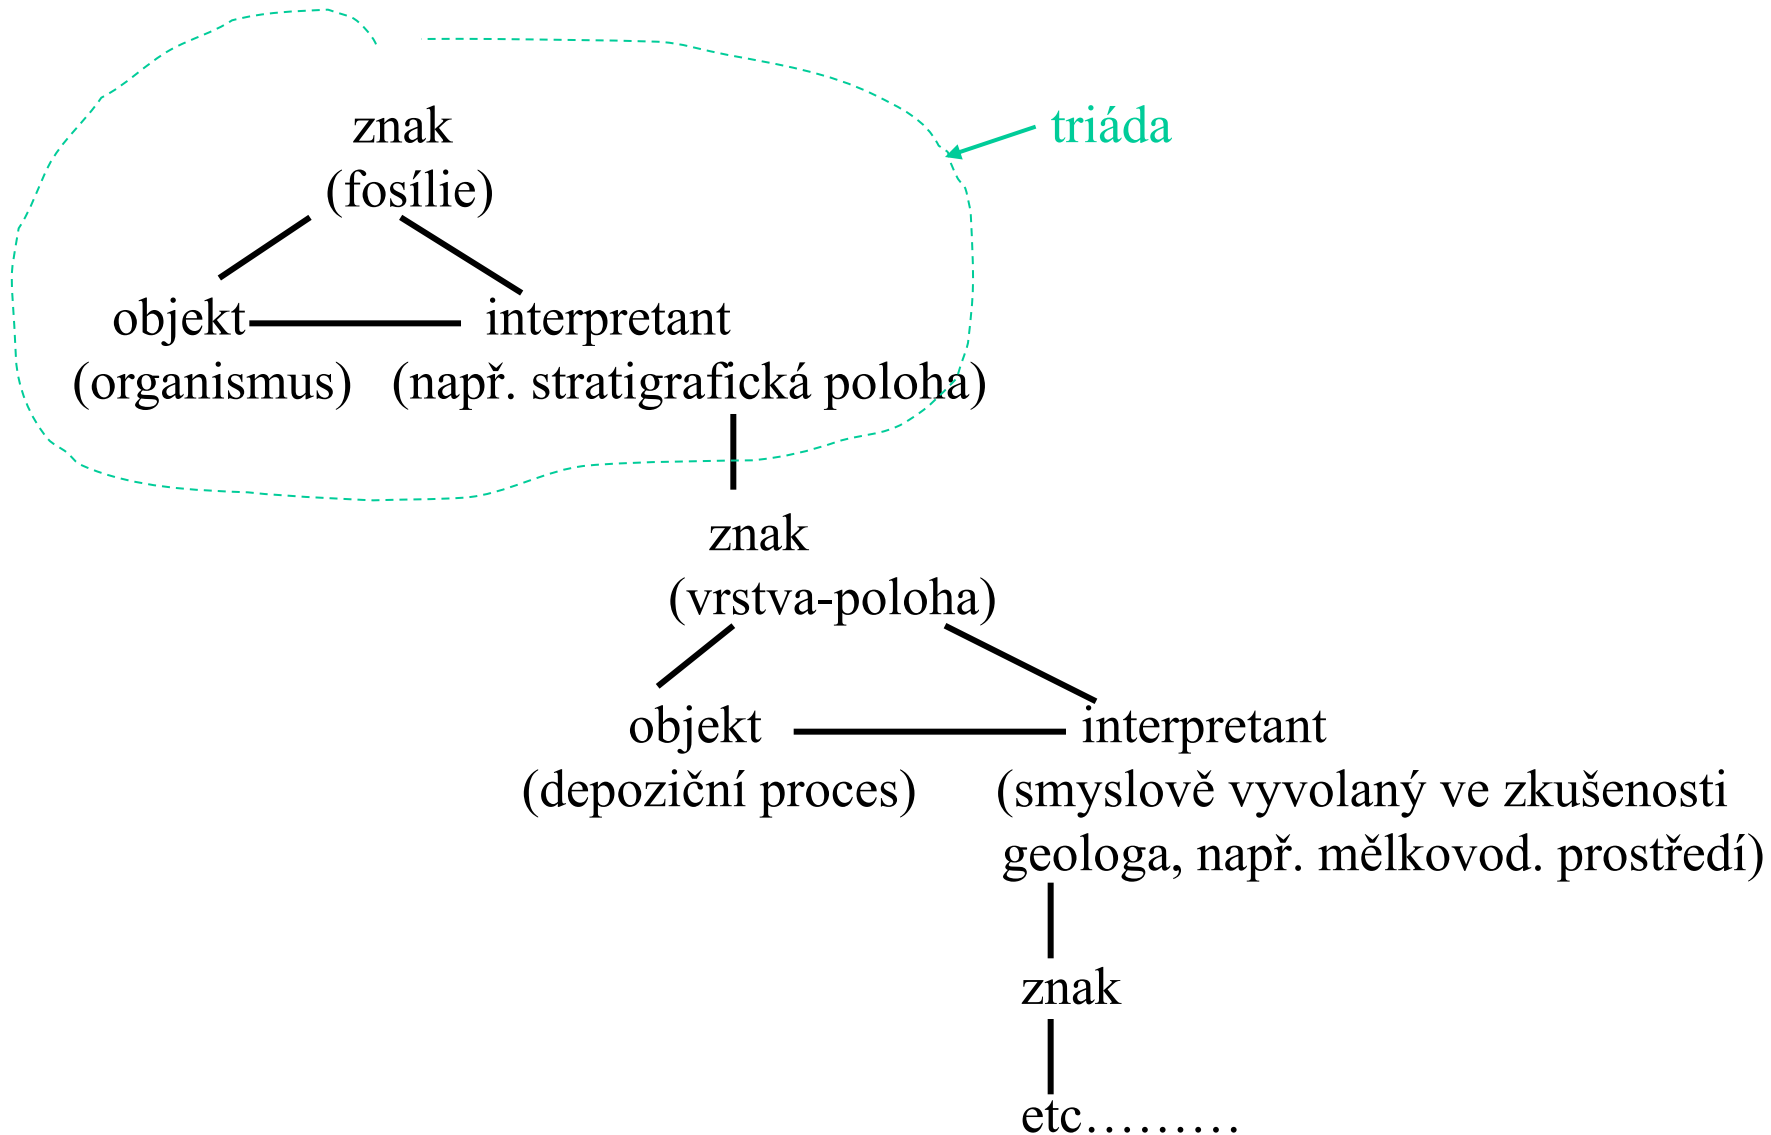 znak
triáda
(fosílie)
objekt
interpretant
(organismus)
(např. stratigrafická poloha)
znak
(vrstva-poloha)
objekt
interpretant
(depoziční proces)
(smyslově vyvolaný ve zkušenosti
geologa, např. mělkovod. prostředí)
znak
etc………